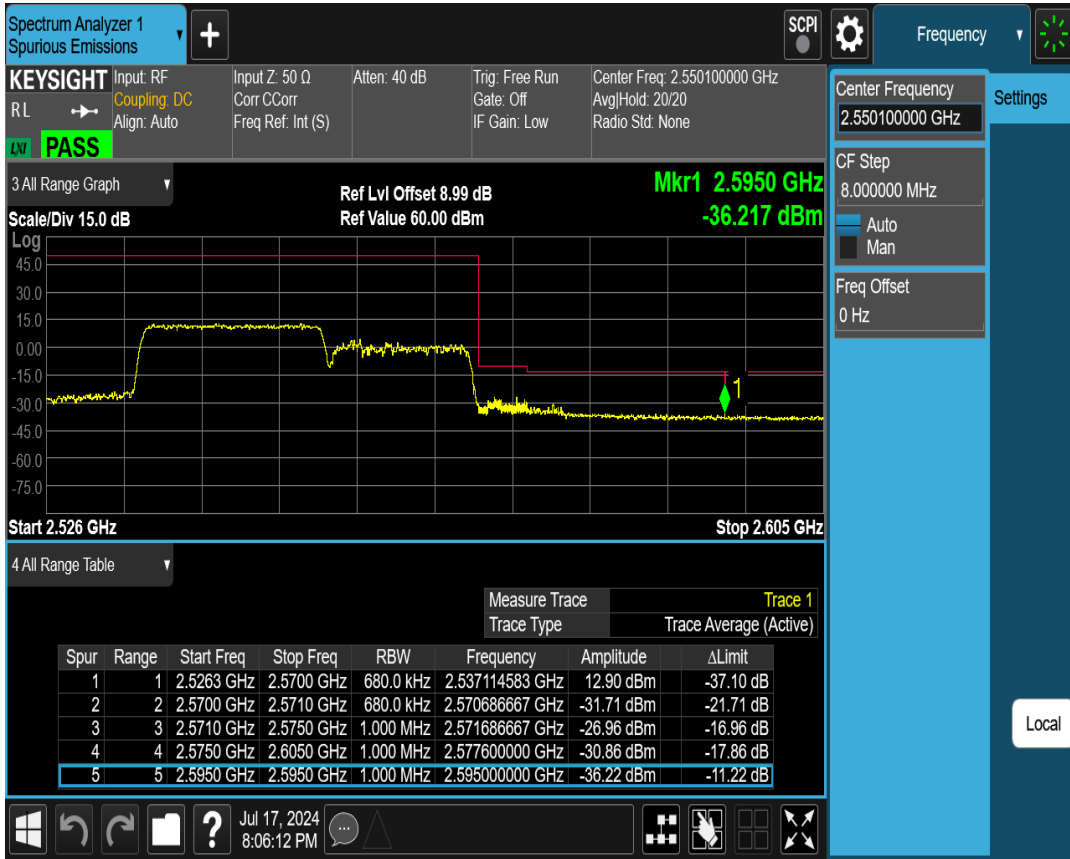 Spectrum Analyzer 1
Spurious Emissions
+
SCPI
Frequency
KEYSIGHT
RL
LXI
PASS
Input: RF
Coupling: DC
Align: Auto
Input Z: 50 Ω
Corr CCorr
Freq Ref: Int (S)
Atten: 40 dB
Trig: Free Run
Gate: Off
IF Gain: Low
Center Freq: 2.550100000 GHz
Avg|Hold: 20/20
Radio Std: None
Center Frequency
2.550100000 GHz
Settings
CF Step
8.000000 MHz
Auto
Man
Freq Offset
0 Hz
Local
3 All Range Graph
Scale/Div 15.0 dB
Ref Lvl Offset 8.99 dB
Ref Value 60.00 dBm
Mkr1 2.5950 GHz
-36.217 dBm
Log
45.0
30.0
15.0
0.00
-15.0
-30.0
-45.0
-60.0
-75.0
1
Start 2.526 GHz Stop 2.605 GHz
4 All Range Table
Measure Trace Trace 1
Trace Type Trace Average (Active)
Spur Range Start Freq Stop Freq RBW Frequency Amplitude ΔLimit
1 1 2.5263 GHz 2.5700 GHz 680.0 kHz 2.537114583 GHz 12.90 dBm -37.10 dB
2 2 2.5700 GHz 2.5710 GHz 680.0 kHz 2.570686667 GHz -31.71 dBm -21.71 dB
3 3 2.5710 GHz 2.5750 GHz 1.000 MHz 2.571686667 GHz -26.96 dBm -16.96 dB
4 4 2.5750 GHz 2.6050 GHz 1.000 MHz 2.577600000 GHz -30.86 dBm -17.86 dB
5 5 2.5950 GHz 2.5950 GHz 1.000 MHz 2.595000000 GHz -36.22 dBm -11.22 dB
?
Jul 17, 2024
8:06:12 PM